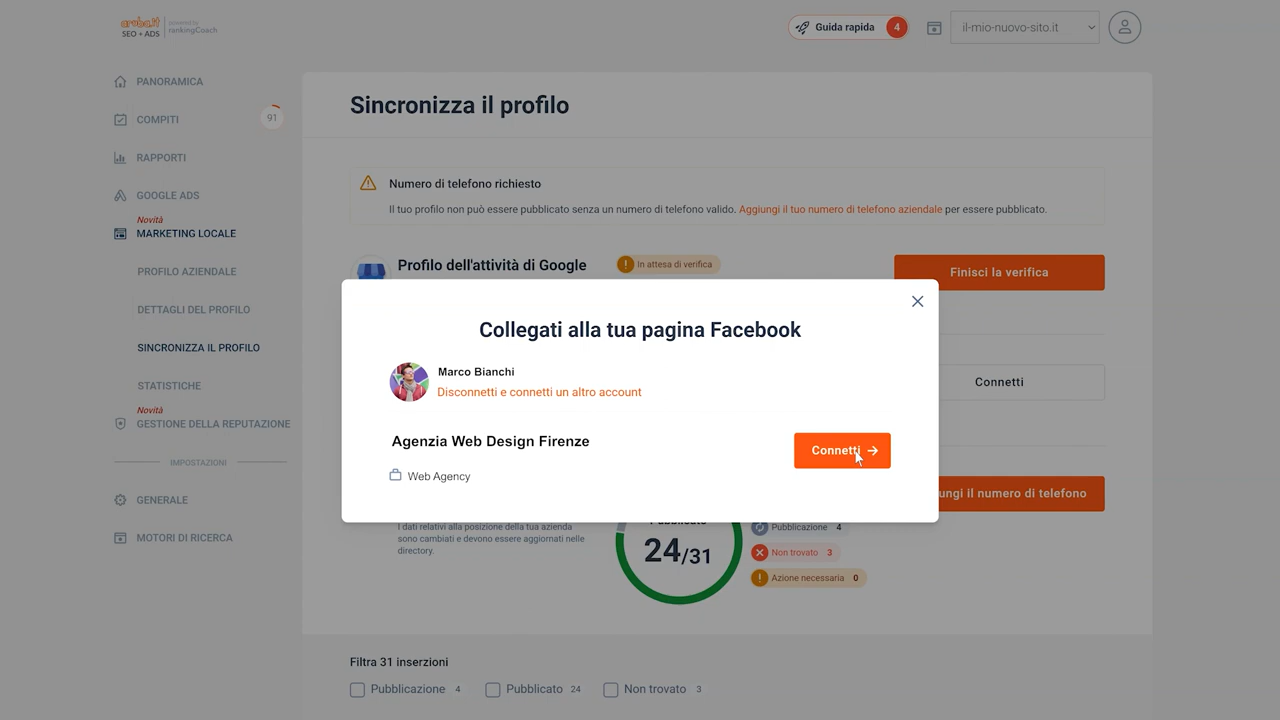 aruba.it
SEO + ADS
powered by
rankingCoach
Guida rapida 4
il-mio-nuovo-sito.it
PANORAMICA
COMPITI 91
RAPPORTI
GOOGLE ADS
Novità
MARKETING LOCALE
PROFILO AZIENDALE
DETTAGLI DEL PROFILO
SINCRONIZZA IL PROFILO
STATISTICHE
Novità
GESTIONE DELLA REPUTAZIONE
IMPOSTAZIONI
GENERALE
MOTORI DI RICERCA
Sincronizza il profilo
Numero di telefono richiesto
Il tuo profilo non può essere pubblicato senza un numero di telefono valido. Aggiungi il tuo numero di telefono aziendale per essere pubblicato.
Profilo dell'attività di Google
In attesa di verifica
Finisci la verifica
Connetti
ungi il numero di telefono
Collegati alla tua pagina Facebook
Marco Bianchi
Disconnetti e connetti un altro account
Agenzia Web Design Firenze
Web Agency
Connetti
I dati relativi alla posizione della tua azienda
sono cambiati e devono essere aggiornati nelle
directory.
Pubblicato
24/31
Pubblicazione 4
Non trovato 3
Azione necessaria 0
Filtra 31 inserzioni
Pubblicazione 4
Pubblicato 24
Non trovato 3